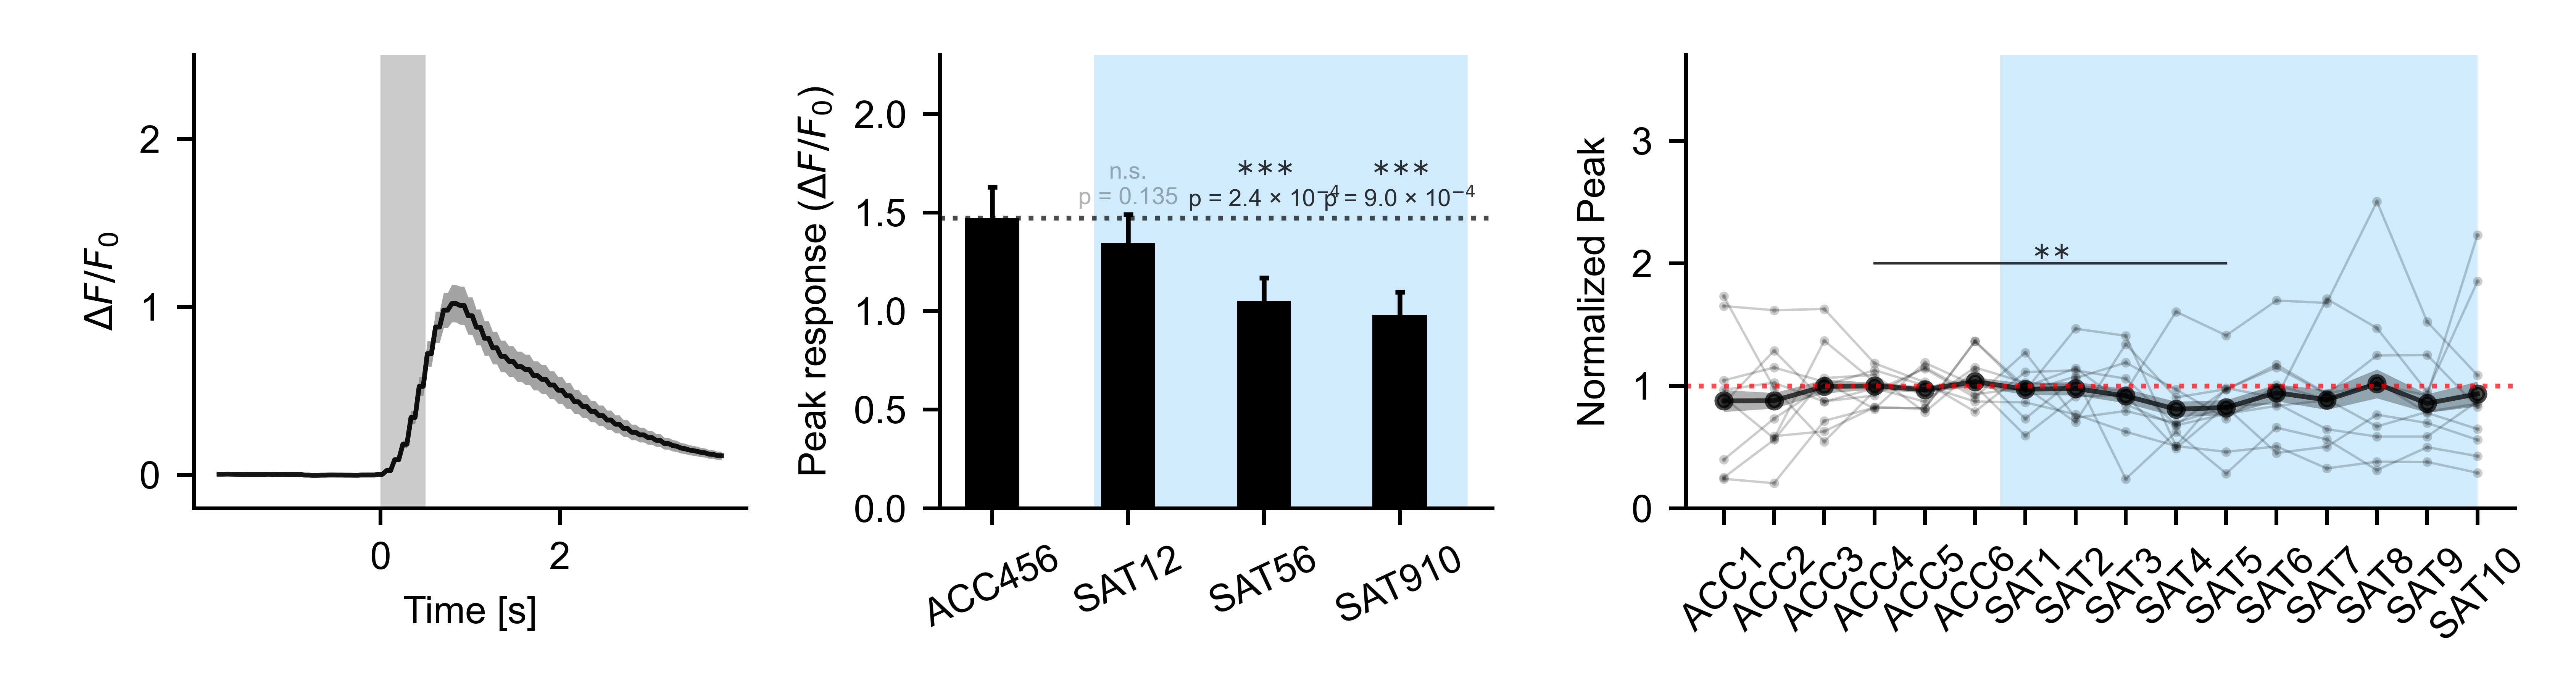 ΔF/F₀
2
1
0
0
2
Time [s]
Peak response (ΔF/F₀)
2.0
1.5
1.0
0.5
0.0
n.s.
p = 0.135
∗∗∗
p = 2.4 × 10⁻⁴
∗∗∗
p = 9.0 × 10⁻⁴
ACC456
SAT12
SAT56
SAT910
Normalized Peak
3
2
1
0
∗∗
ACC1
ACC2
ACC3
ACC4
ACC5
ACC6
SAT1
SAT2
SAT3
SAT4
SAT5
SAT6
SAT7
SAT8
SAT9
SAT10